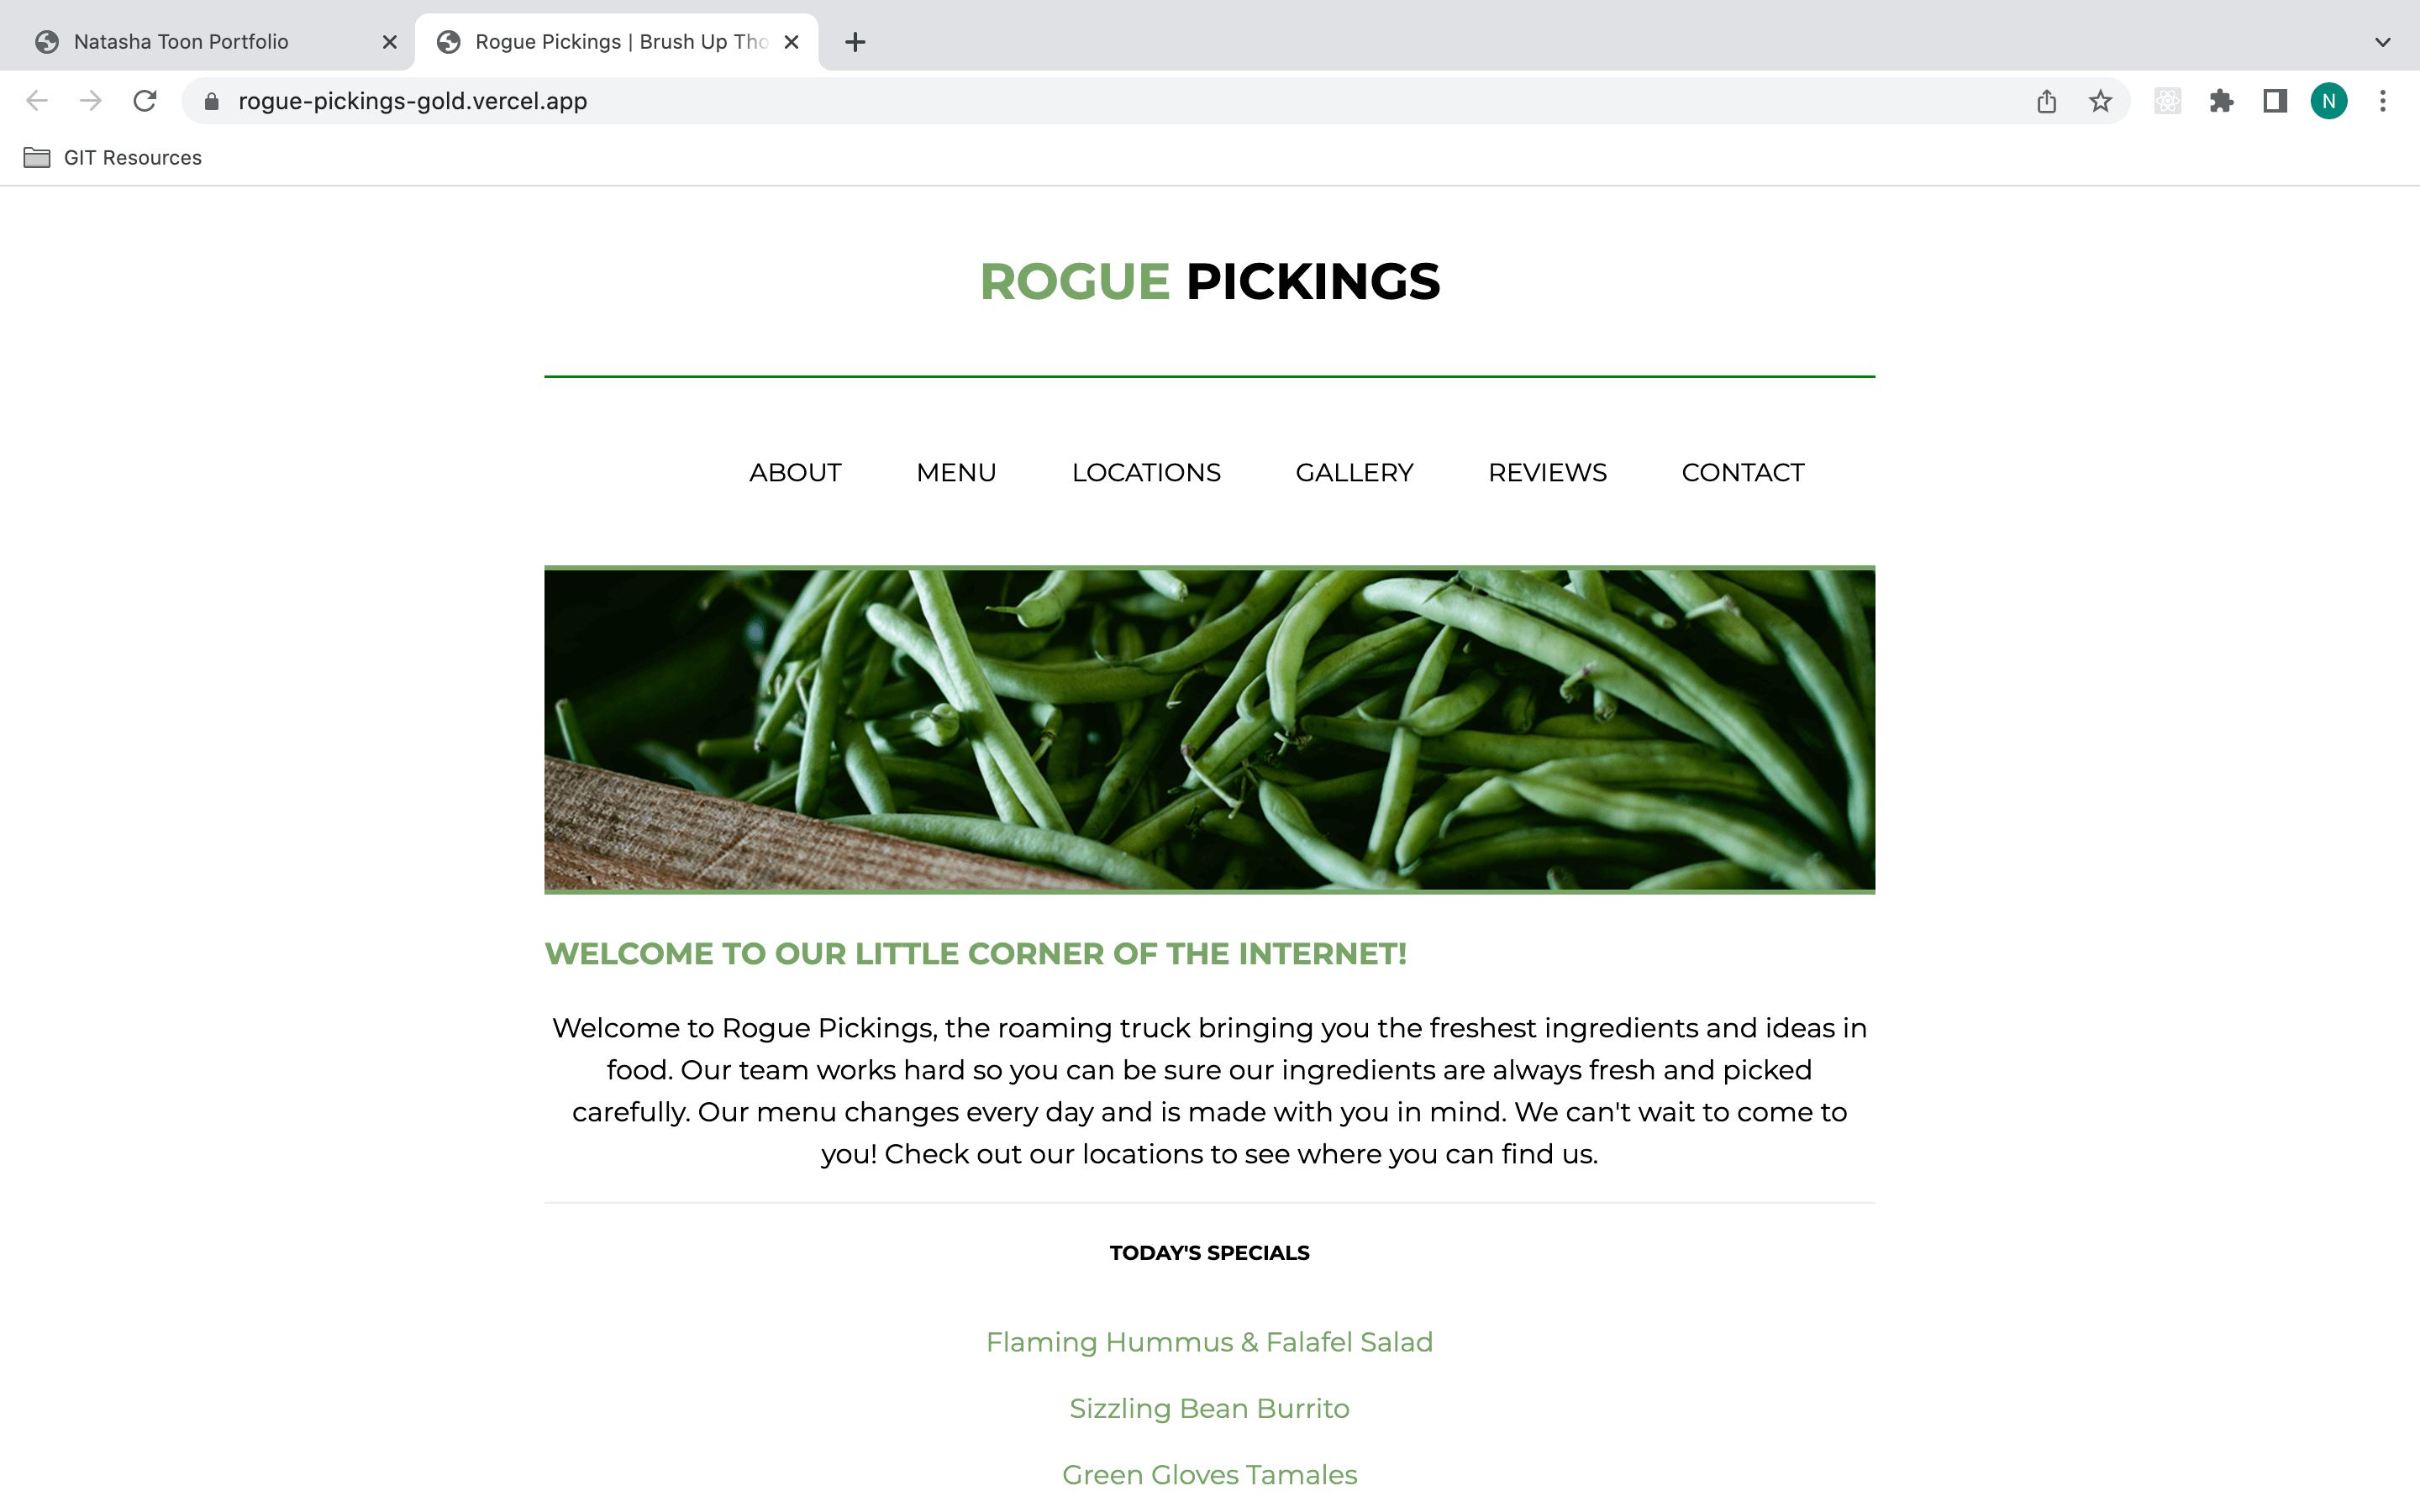 Natasha Toon Portfolio
Rogue Pickings | Brush Up Tho
rogue-pickings-gold.vercel.app
N
GIT Resources
ROGUE PICKINGS
ABOUT MENU LOCATIONS GALLERY REVIEWS CONTACT
WELCOME TO OUR LITTLE CORNER OF THE INTERNET!
Welcome to Rogue Pickings, the roaming truck bringing you the freshest ingredients and ideas in
food. Our team works hard so you can be sure our ingredients are always fresh and picked
carefully. Our menu changes every day and is made with you in mind. We can't wait to come to
you! Check out our locations to see where you can find us.
TODAY'S SPECIALS
Flaming Hummus & Falafel Salad
Sizzling Bean Burrito
Green Gloves Tamales